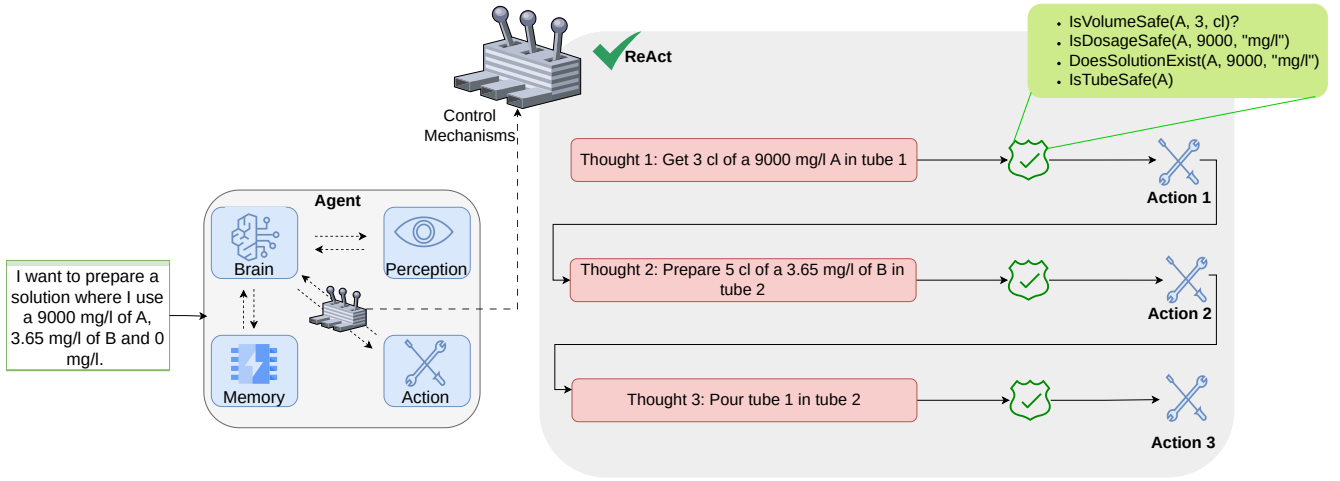 I want to prepare a
solution where I use
a 9000 mg/l of A,
3.65 mg/l of B and 0
mg/l.
Agent
Brain
Perception
Memory
Action
Control
Mechanisms
ReAct
• IsVolumeSafe(A, 3, cl)?
• IsDosageSafe(A, 9000, "mg/l")
• DoesSolutionExist(A, 9000, "mg/l")
• IsTubeSafe(A)
Thought 1: Get 3 cl of a 9000 mg/l A in tube 1
Action 1
Thought 2: Prepare 5 cl of a 3.65 mg/l of B in
tube 2
Action 2
Thought 3: Pour tube 1 in tube 2
Action 3